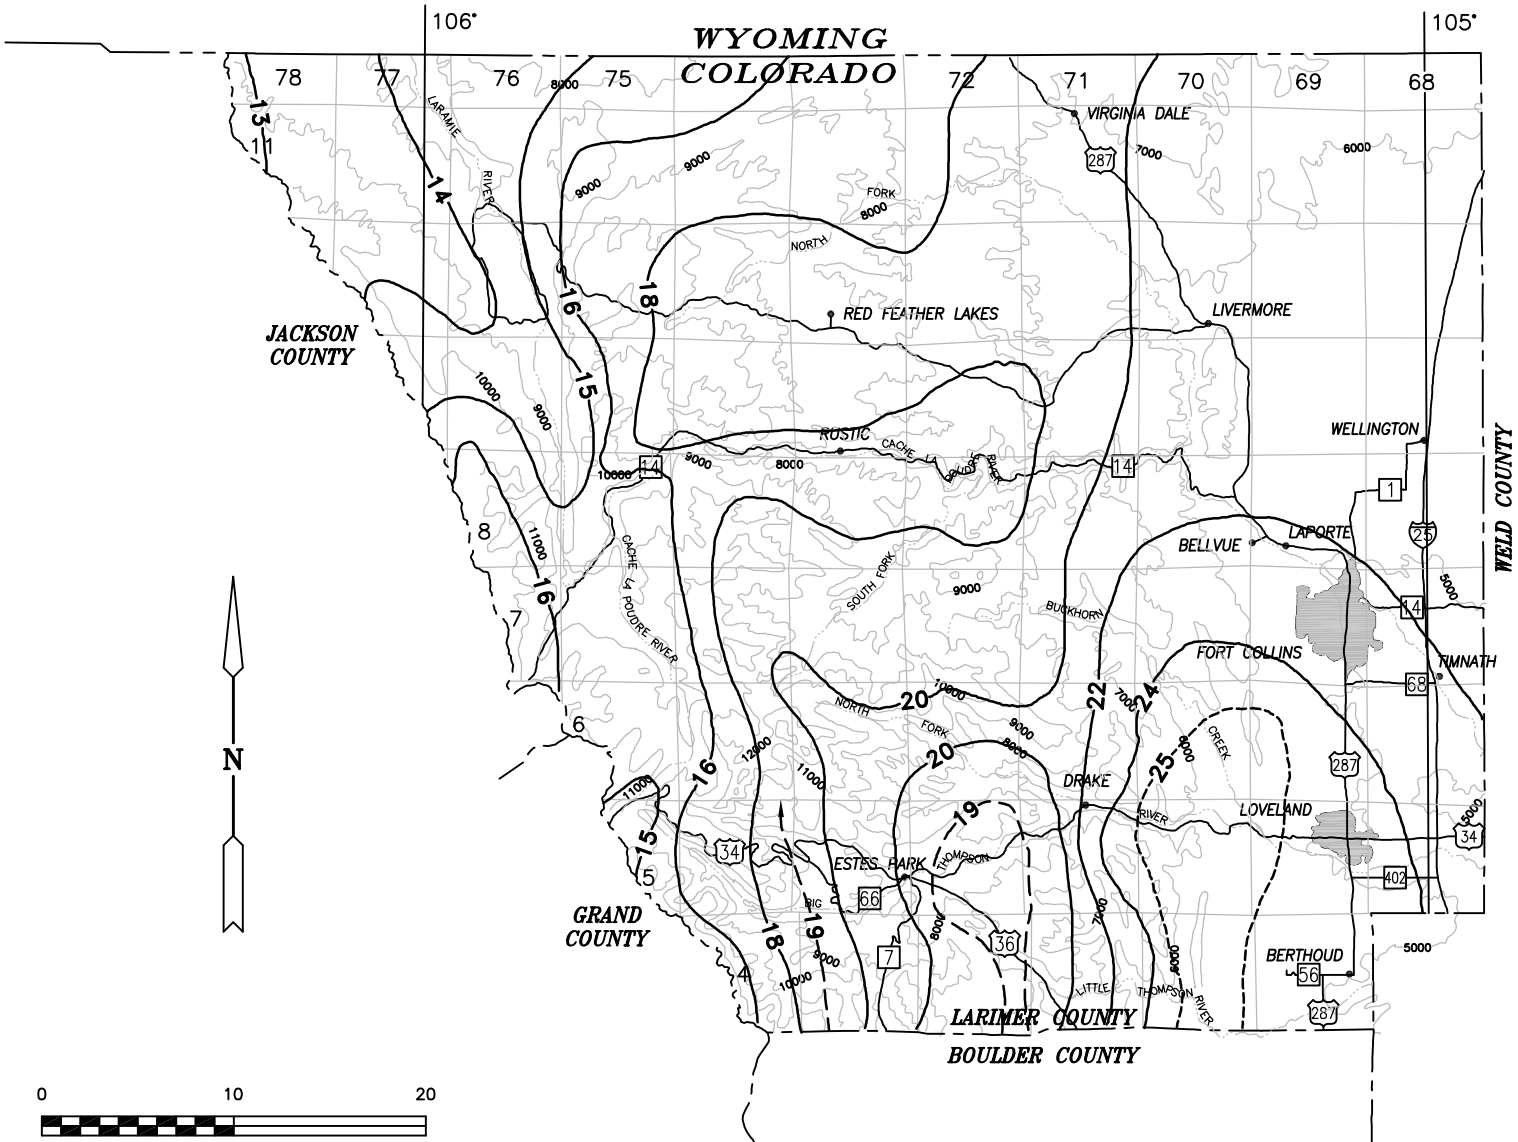 106°
105°
WYOMING
COLORADO
78
77
76
75
72
71
70
69
68
8000
13
11
LARAMIE
RIVER
14
9000
9000
FORK
8000
NORTH
VIRGINIA DALE
287
7000
6000
16
18
RED FEATHER LAKES
LIVERMORE
JACKSON
COUNTY
10000
9000
15
RUSTIC
CACHE LA
POUDRE
RIVER
14
10000
9000
8000
14
WELLINGTON
1
WELD COUNTY
8
11000
16
7
CACHE LA POUDRE RIVER
SOUTH FORK
9000
BUCKHORN
BELLVUE
LAPORTE
25
5000
14
FORT COLLINS
TIMNATH
68
6
NORTH
FORK
20
10000
9000
8000
22
7000
24
N
12000
16
11000
20
25
6000
CREEK
287
DRAKE
RIVER
LOVELAND
5000
34
11000
15
5
34
19
ESTES PARK
THOMPSON
66
BIG
402
GRAND
COUNTY
18
19
9000
10000
4
7
8000
36
7000
6000
BERTHOUD
56
287
5000
LITTLE
THOMPSON
RIVER
LARIMER COUNTY
BOULDER COUNTY
0
10
20